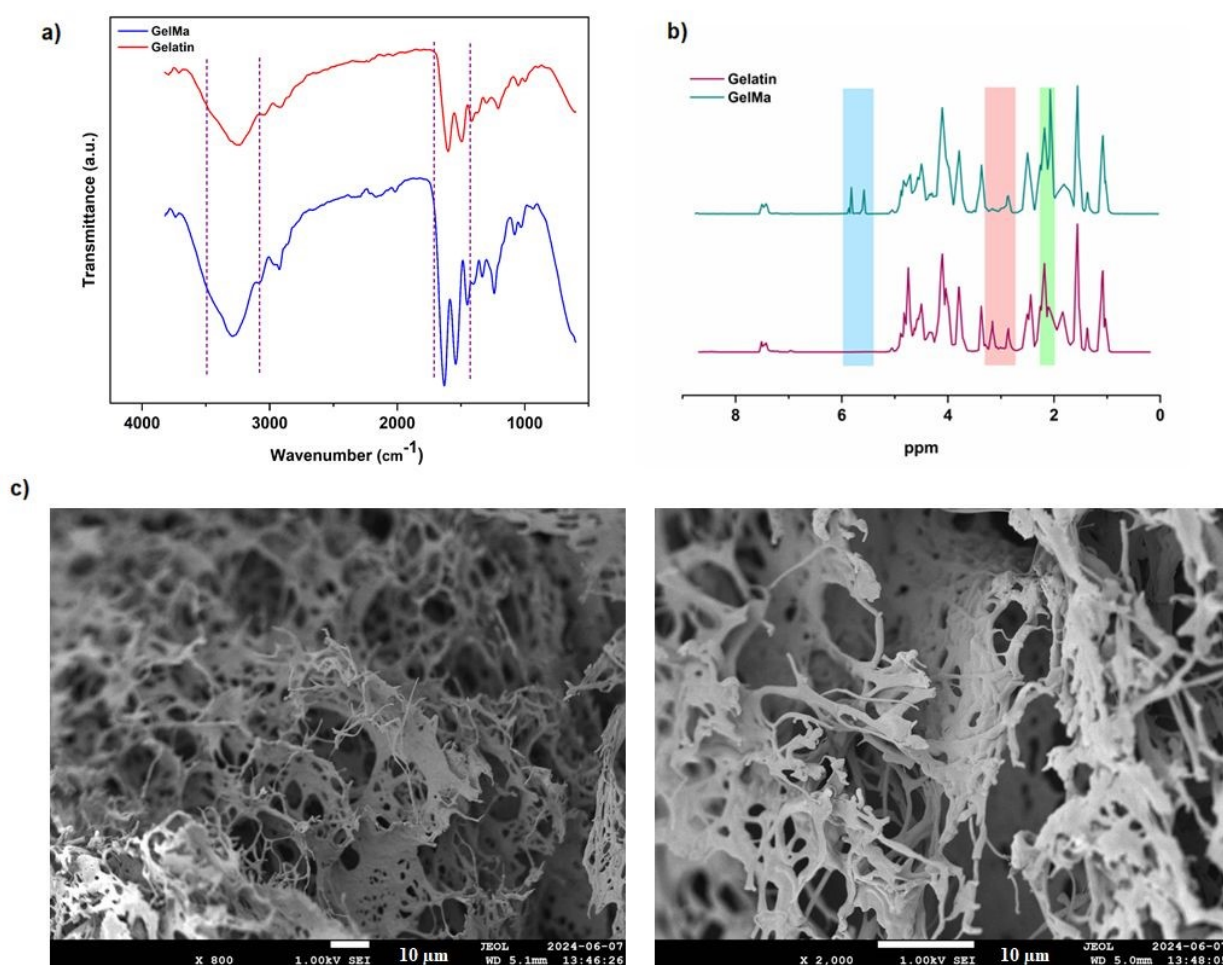 a)
GelMa
Gelatin
Transmittance (a.u.)
4000 3000 2000 1000
Wavenumber (cm⁻¹)
b)
Gelatin
GelMa
8 6 4 2 0
ppm
c)
10 µm JEOL 2024-06-07
X 800 1.00kV SEI WD 5.1mm 13:46:26
10 µm JEOL 2024-06-07
X 2,000 1.00kV SEI WD 5.0mm 13:48:05